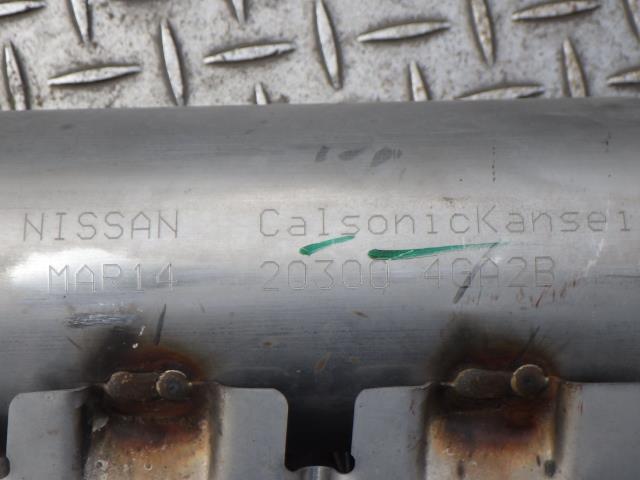 NISSAN CalsonicKansei
MAR14 20300 4GA2B